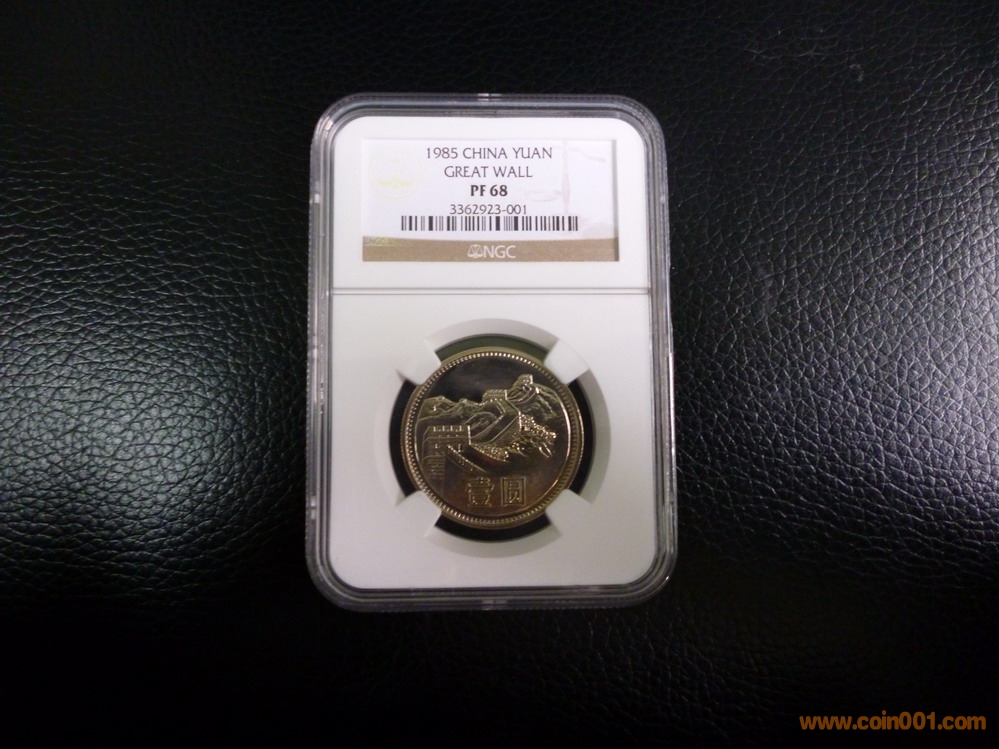 1985 CHINA YUAN
GREAT WALL
PF 68
3362923-001
NGC
壹圆
www.coin001.com